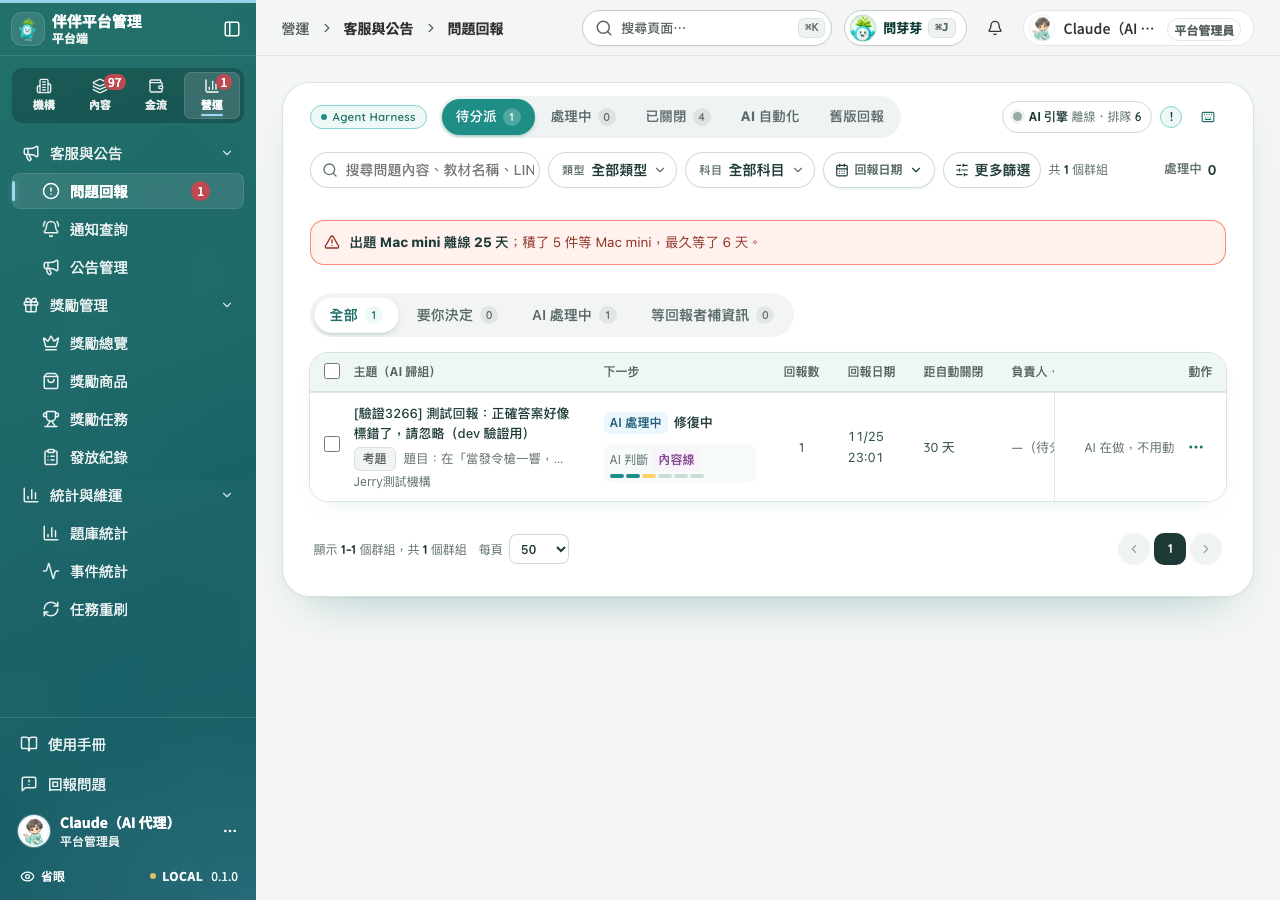 伴伴平台管理
平台端
機構
內容 97
金流
營運 1
客服與公告
問題回報 1
通知查詢
公告管理
獎勵管理
獎勵總覽
獎勵商品
獎勵任務
發放紀錄
統計與維運
題庫統計
事件統計
任務重刷
使用手冊
回報問題
Claude（AI 代理）
平台管理員
省眼 LOCAL 0.1.0
營運 > 客服與公告 > 問題回報
搜尋頁面… ⌘K
問芽芽 ⌘J
Claude（AI … 平台管理員
Agent Harness
待分派 1 處理中 0 已關閉 4 AI 自動化 舊版回報
AI 引擎 離線・排隊 6
搜尋問題內容、教材名稱、LIN
類型 全部類型
科目 全部科目
回報日期
更多篩選
共 1 個群組
處理中 0
出題 Mac mini 離線 25 天；積了 5 件等 Mac mini，最久等了 6 天。
全部 1 要你決定 0 AI 處理中 1 等回報者補資訊 0
主題（AI 歸組） 下一步 回報數 回報日期 距自動關閉 負責人・ 動作
[驗證3266] 測試回報：正確答案好像
標錯了，請忽略（dev 驗證用）
考題 題目：在「當發令槍一響，…
Jerry測試機構
AI 處理中 修復中
AI 判斷 內容線
1
11/25
23:01
30 天
—（待分
AI 在做，不用動 …
顯示 1-1 個群組，共 1 個群組 每頁 50
1